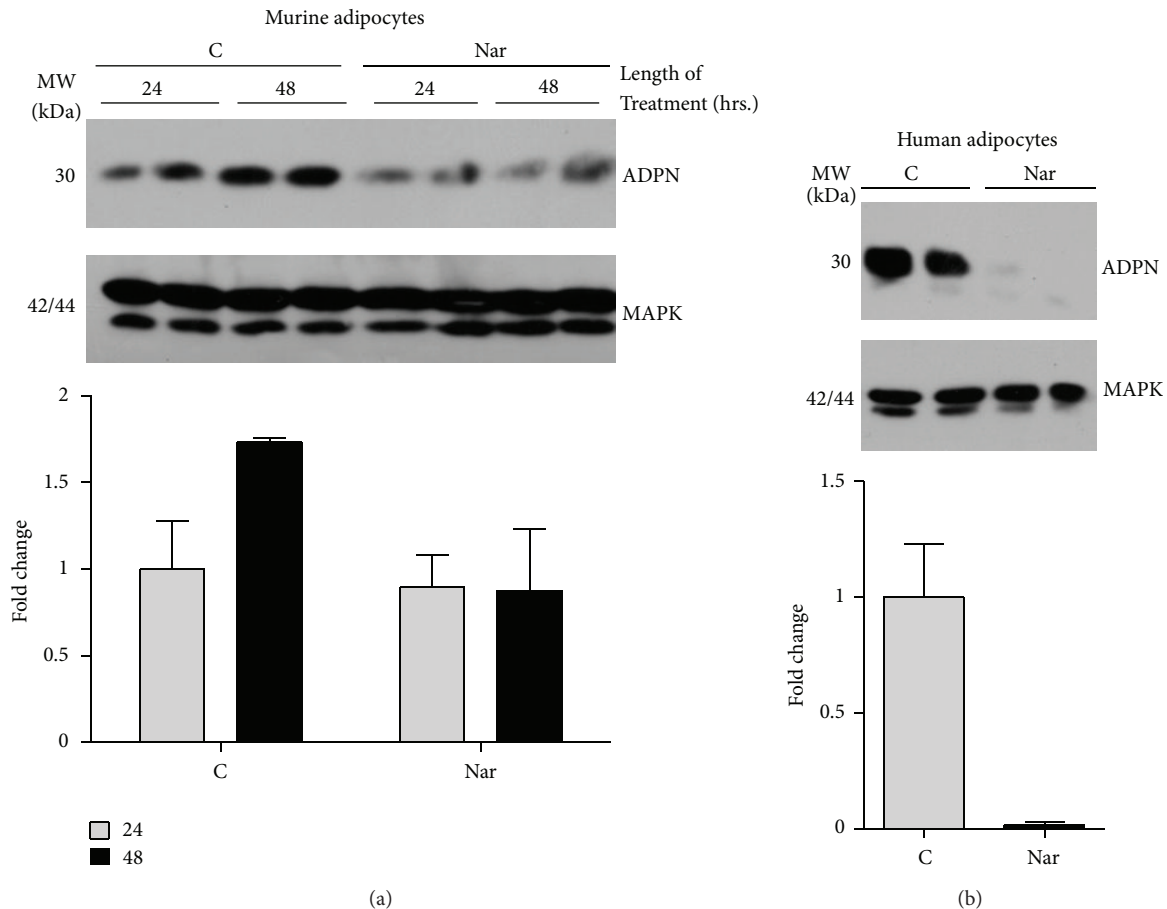 Murine adipocytes
C Nar
MW
(kDa)
24 48 24 48
Length of
Treatment (hrs.)
30 ADPN
42/44 MAPK
Fold change
2
1.5
1
0.5
0
C Nar
24
48
(a)
Human adipocytes
MW
(kDa)
C Nar
30 ADPN
42/44 MAPK
Fold change
1.5
1
0.5
0
C Nar
(b)